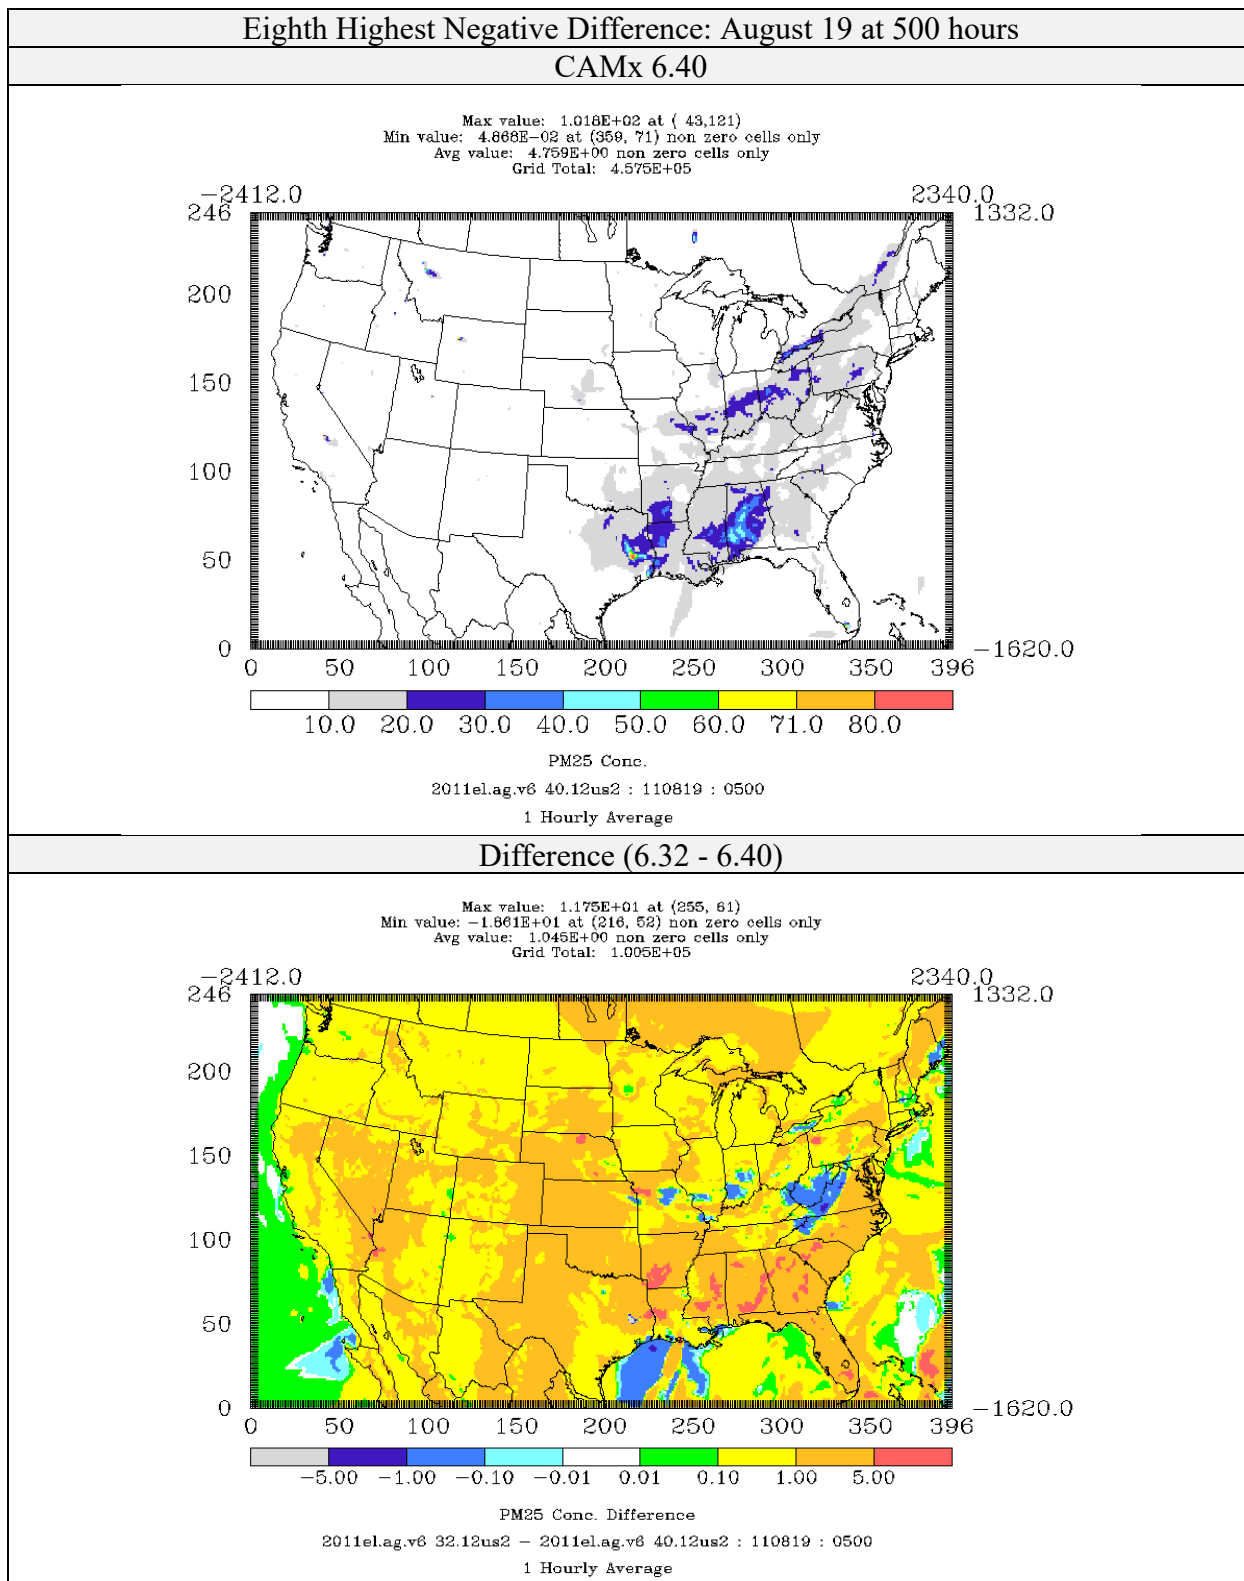 Eighth Highest Negative Difference: August 19 at 500 hours
CAMx 6.40
Max value: 1.018E+02 at ( 43,121)
Min value: 4.868E-02 at (359, 71) non zero cells only
Avg value: 4.759E+00 non zero cells only
Grid Total: 4.575E+05
-2412.0 2340.0
246 1332.0
200
150
100
50
0 -1620.0
0 50 100 150 200 250 300 350 396
10.0 20.0 30.0 40.0 50.0 60.0 71.0 80.0
PM25 Conc.
2011el.ag.v6 40.12us2 : 110819 : 0500
1 Hourly Average
Difference (6.32 - 6.40)
Max value: 1.175E+01 at (255, 61)
Min value: -1.861E+01 at (216, 52) non zero cells only
Avg value: 1.045E+00 non zero cells only
Grid Total: 1.005E+05
-2412.0 2340.0
246 1332.0
200
150
100
50
0 -1620.0
0 50 100 150 200 250 300 350 396
-5.00 -1.00 -0.10 -0.01 0.01 0.10 1.00 5.00
PM25 Conc. Difference
2011el.ag.v6 32.12us2 - 2011el.ag.v6 40.12us2 : 110819 : 0500
1 Hourly Average